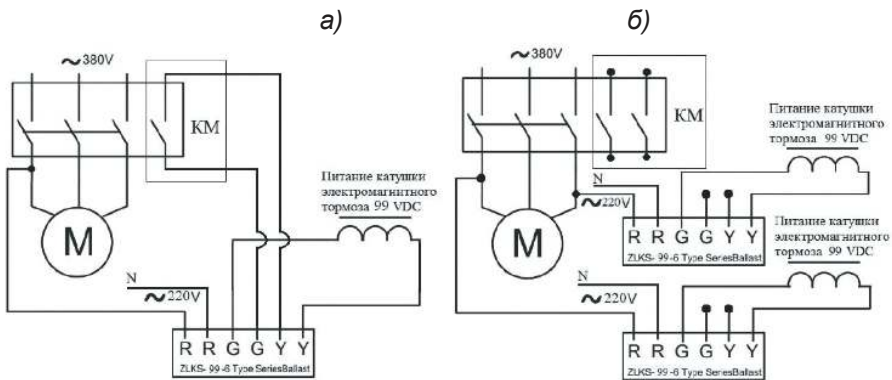 а)
~380V
KM
Питание катушки
электромагнитного
тормоза 99 VDC
M
N
~220V
R R G G Y Y
ZLKS-99-6 Type SeriesBallast
б)
~380V
KM
Питание катушки
электромагнитного
тормоза 99 VDC
N
~220V
M
R R G G Y Y
ZLKS-99-6 Type SeriesBallast
Питание катушки
электромагнитного
тормоза 99 VDC
N
~220V
R R G G Y Y
ZLKS-99-6 Type SeriesBallast